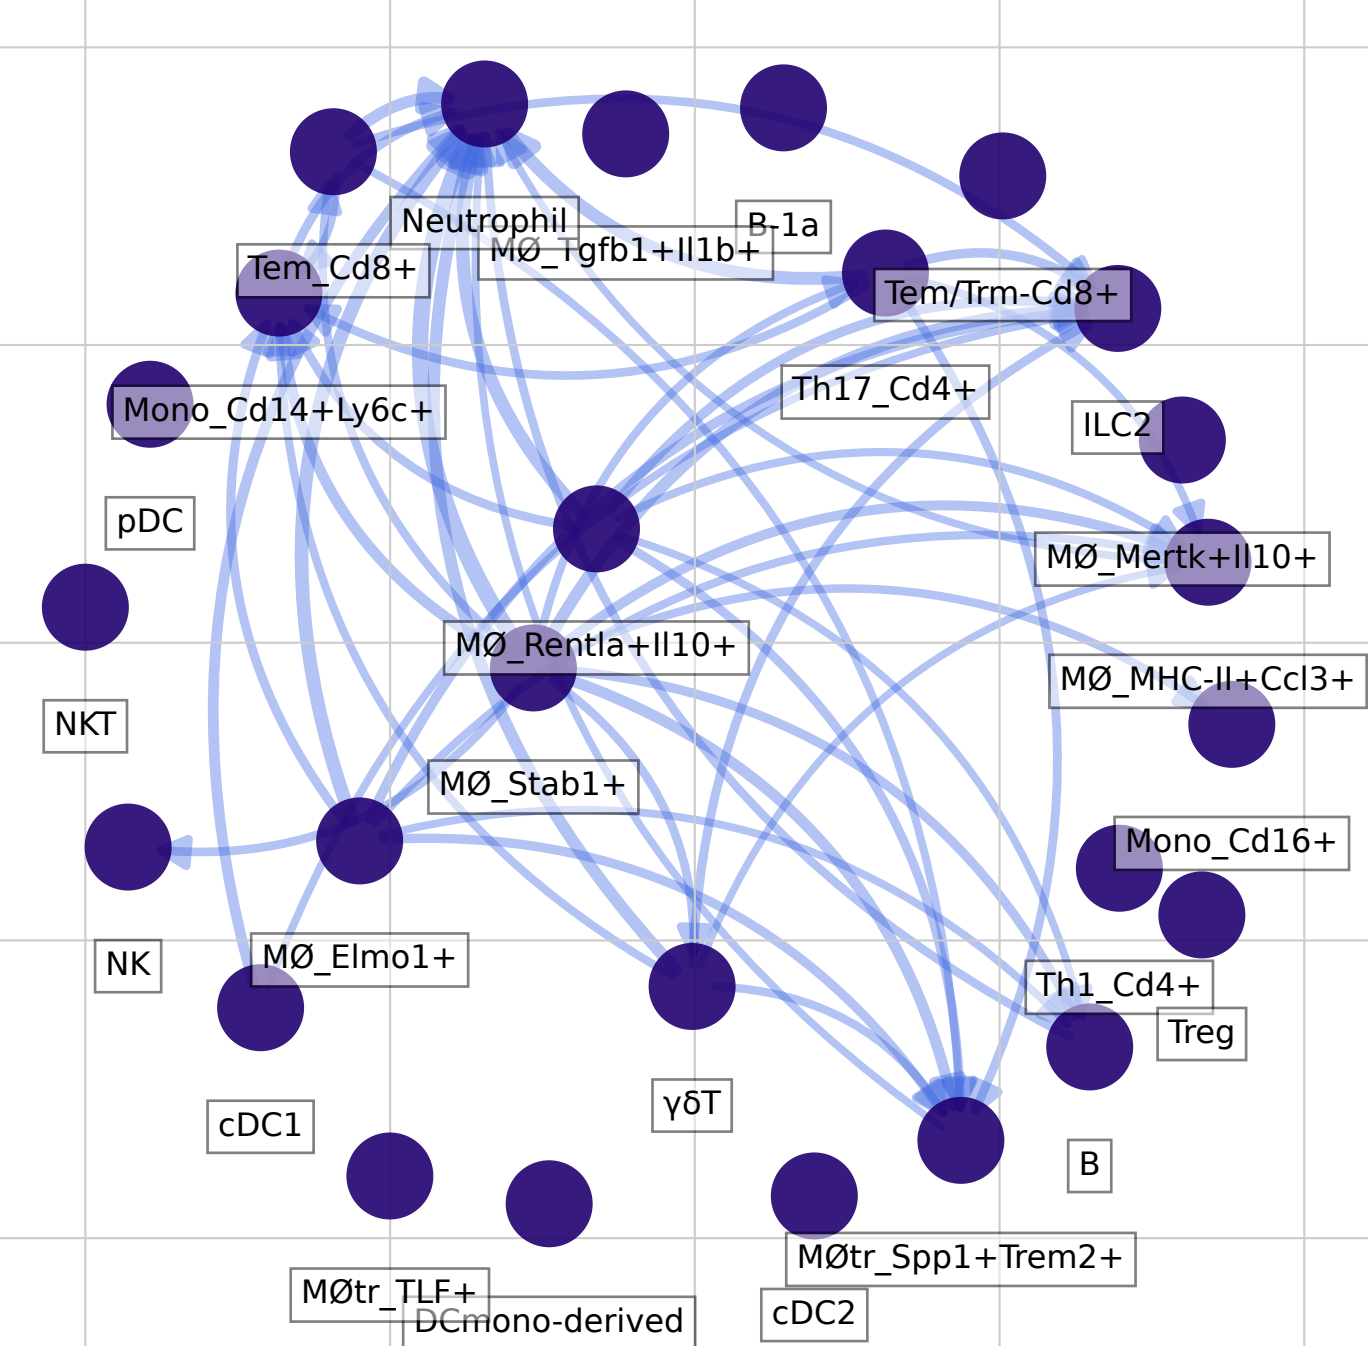 Neutrophil
B-1a
MØ_Tgfb1+Il1b+
Tem_Cd8+
Tem/Trm-Cd8+
Th17_Cd4+
Mono_Cd14+Ly6c+
ILC2
pDC
MØ_Mertk+Il10+
MØ_Rentla+Il10+
MØ_MHC-II+Ccl3+
NKT
MØ_Stab1+
Mono_Cd16+
MØ_Elmo1+
NK
Th1_Cd4+
Treg
γδT
cDC1
B
MØtr_Spp1+Trem2+
MØtr_TLF+
cDC2
DCmono-derived